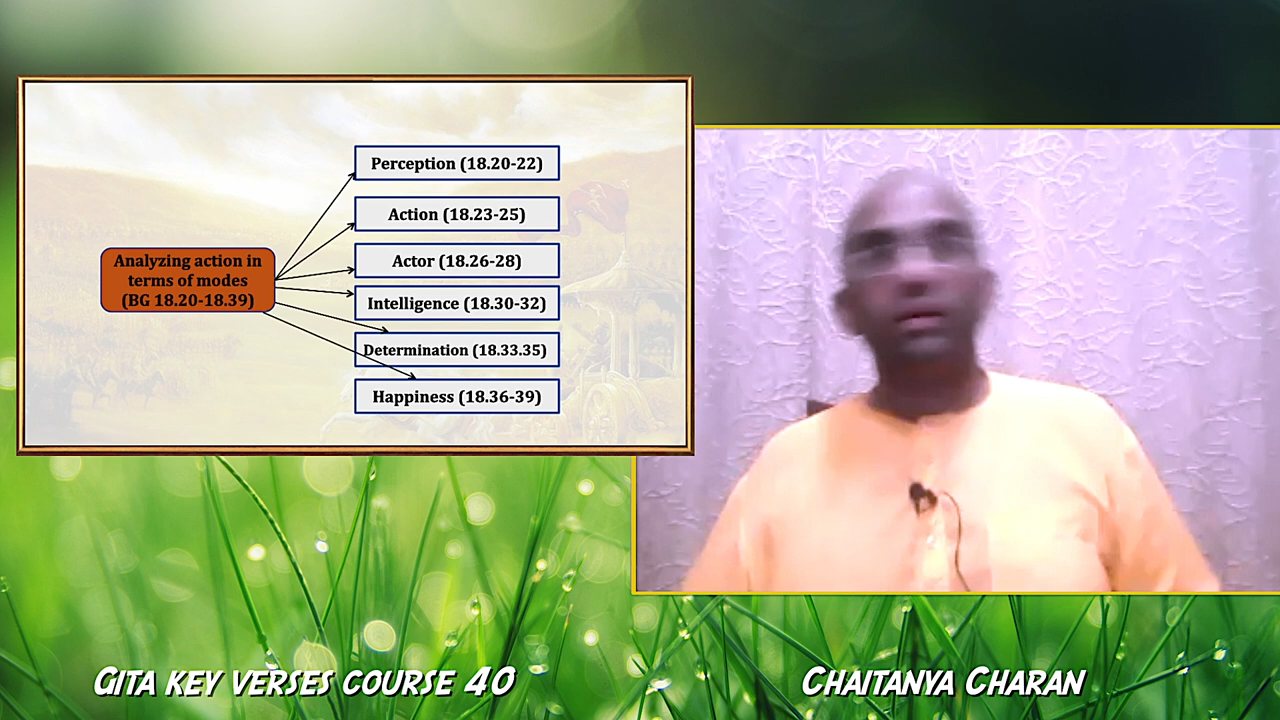 Perception (18.20-22)
Action (18.23-25)
Actor (18.26-28)
Analyzing action in
terms of modes
(BG 18.20-18.39)
Intelligence (18.30-32)
Determination (18.33.35)
Happiness (18.36-39)
GITA KEY VERSES COURSE 40
CHAITANYA CHARAN